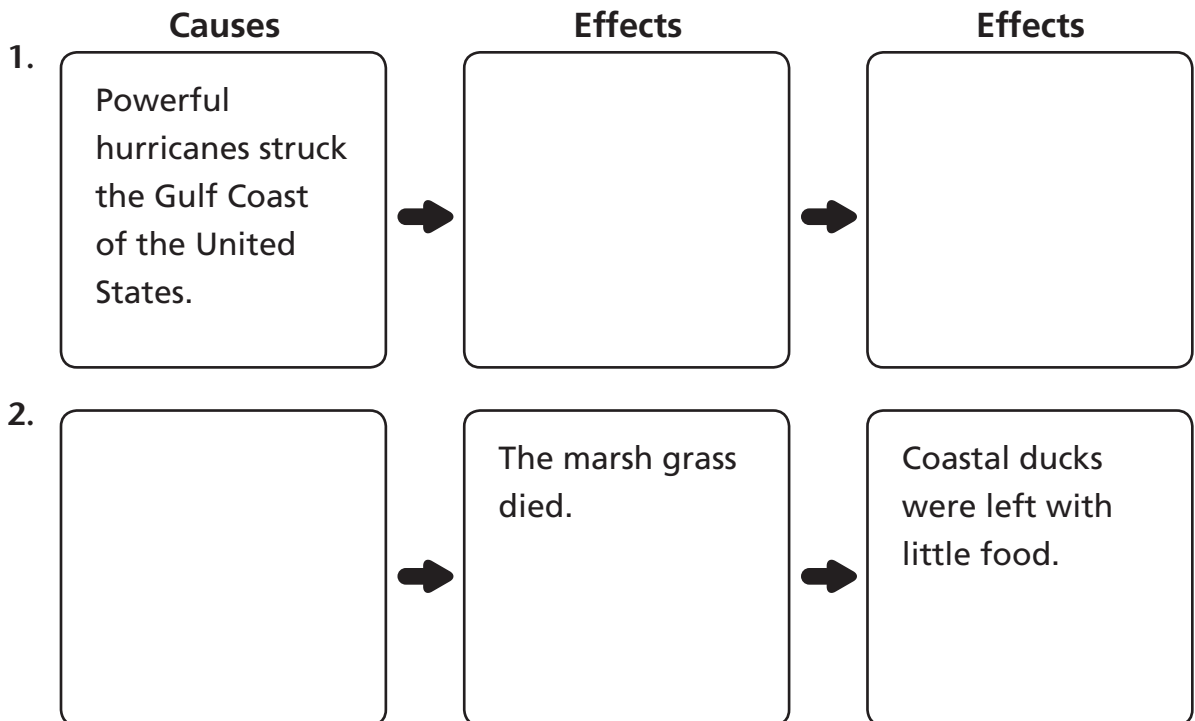 Causes Effects Effects
1.
Powerful
hurricanes struck
the Gulf Coast
of the United
States.
2.
The marsh grass
died.
Coastal ducks
were left with
little food.